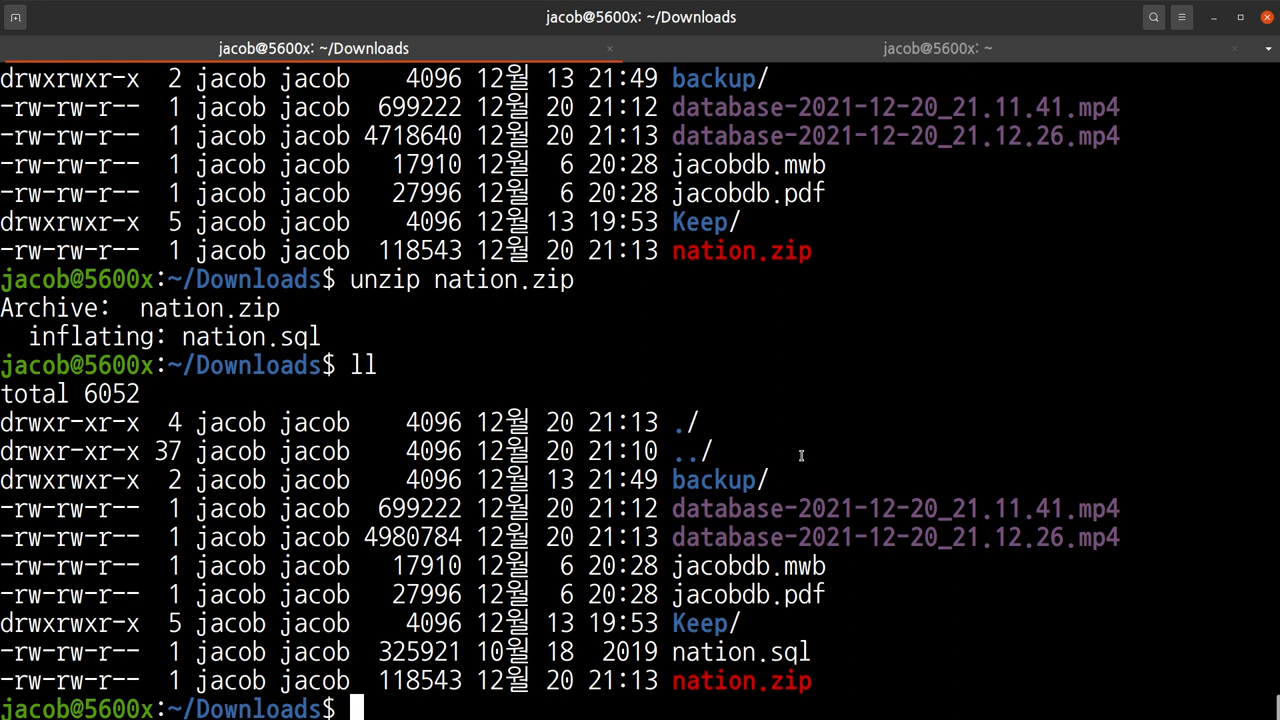 jacob@5600x: ~/Downloads
jacob@5600x: ~/Downloads × jacob@5600x: ~ ×
drwxrwxr-x  2 jacob jacob    4096 12월 13 21:49 backup/
-rw-rw-r--  1 jacob jacob  699222 12월 20 21:12 database-2021-12-20_21.11.41.mp4
-rw-rw-r--  1 jacob jacob 4718640 12월 20 21:13 database-2021-12-20_21.12.26.mp4
-rw-rw-r--  1 jacob jacob   17910 12월  6 20:28 jacobdb.mwb
-rw-rw-r--  1 jacob jacob   27996 12월  6 20:28 jacobdb.pdf
drwxrwxr-x  5 jacob jacob    4096 12월 13 19:53 Keep/
-rw-rw-r--  1 jacob jacob  118543 12월 20 21:13 nation.zip
jacob@5600x:~/Downloads$ unzip nation.zip
Archive:  nation.zip
  inflating: nation.sql
jacob@5600x:~/Downloads$ ll
total 6052
drwxr-xr-x  4 jacob jacob    4096 12월 20 21:13 ./
drwxr-xr-x 37 jacob jacob    4096 12월 20 21:10 ../
drwxrwxr-x  2 jacob jacob    4096 12월 13 21:49 backup/
-rw-rw-r--  1 jacob jacob  699222 12월 20 21:12 database-2021-12-20_21.11.41.mp4
-rw-rw-r--  1 jacob jacob 4980784 12월 20 21:13 database-2021-12-20_21.12.26.mp4
-rw-rw-r--  1 jacob jacob   17910 12월  6 20:28 jacobdb.mwb
-rw-rw-r--  1 jacob jacob   27996 12월  6 20:28 jacobdb.pdf
drwxrwxr-x  5 jacob jacob    4096 12월 13 19:53 Keep/
-rw-rw-r--  1 jacob jacob  325921 10월 18  2019 nation.sql
-rw-rw-r--  1 jacob jacob  118543 12월 20 21:13 nation.zip
jacob@5600x:~/Downloads$